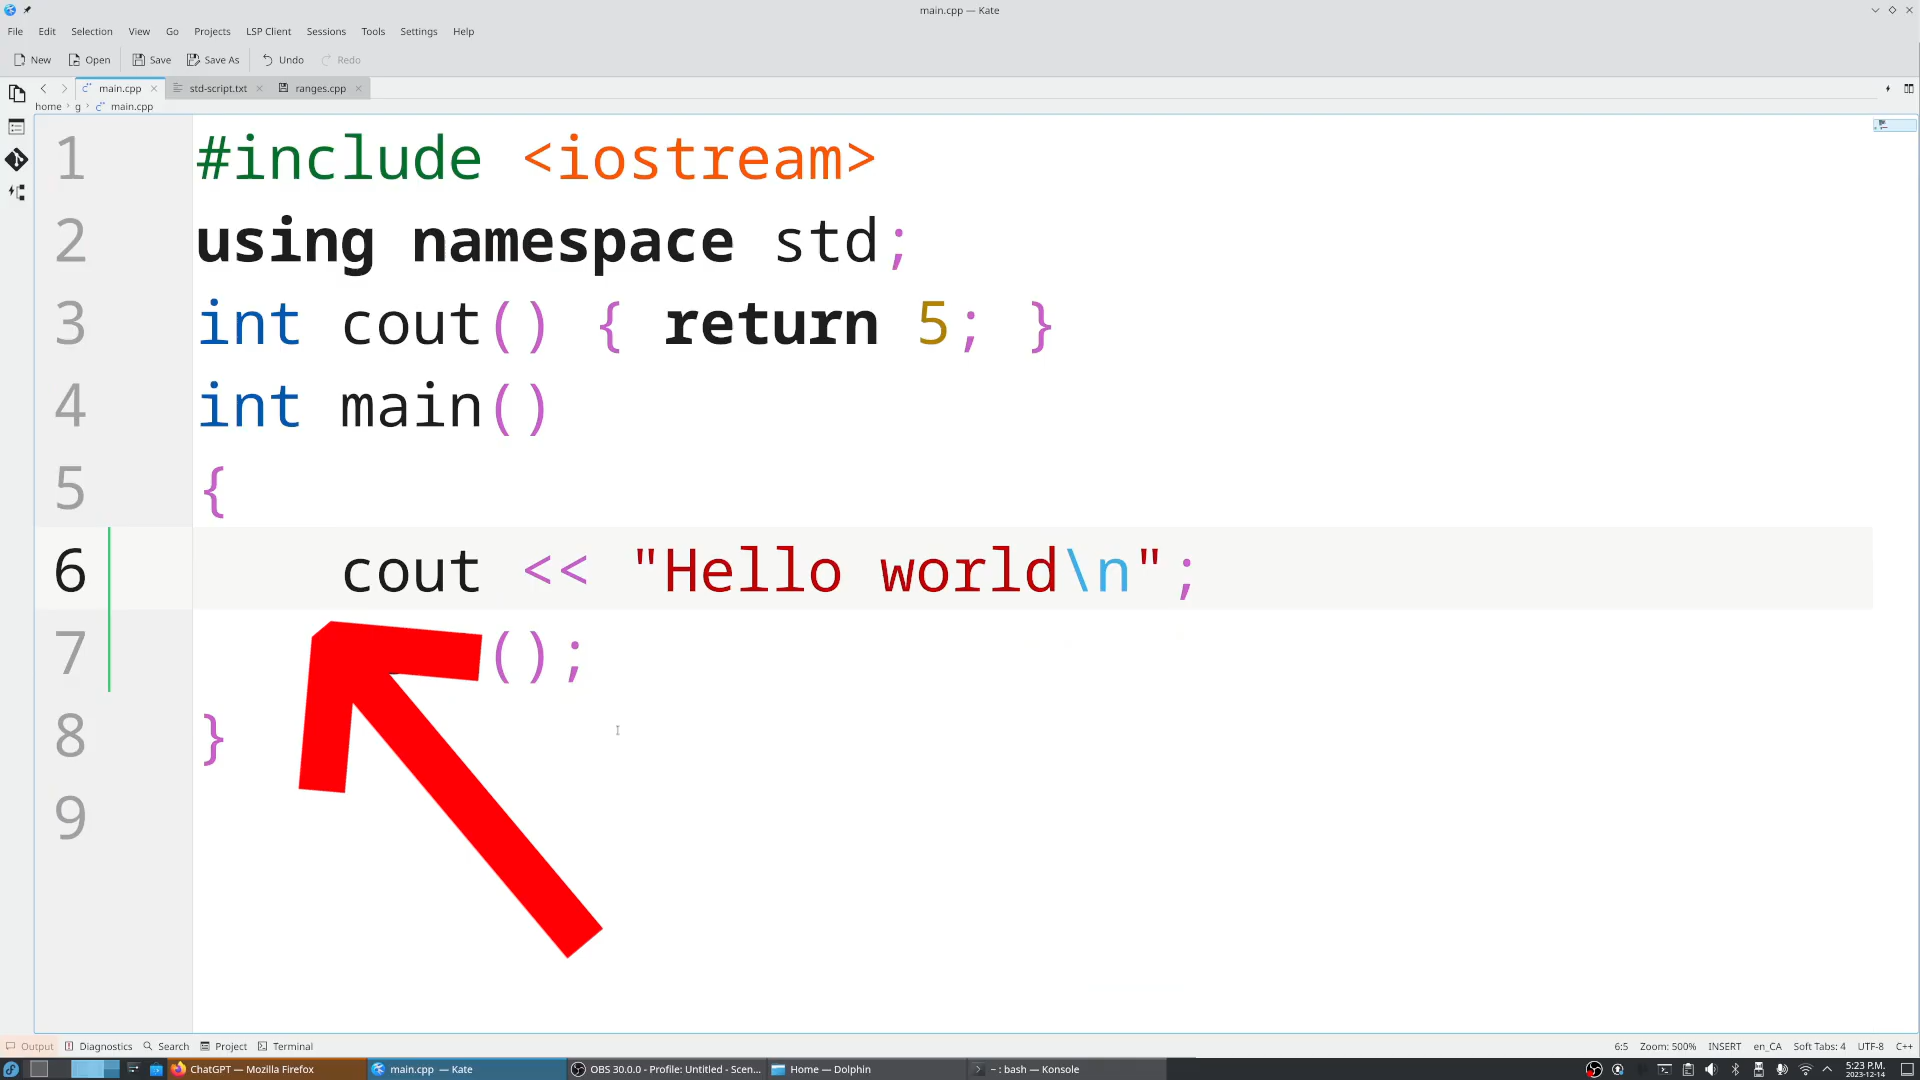 main.cpp — Kate
File Edit Selection View Go Projects LSP Client Sessions Tools Settings Help
New Open Save Save As Undo Redo
main.cpp std-script.txt ranges.cpp
home g main.cpp
1 #include <iostream>
2 using namespace std;
3 int cout() { return 5; }
4 int main()
5 {
6 cout << "Hello world\n";
7 ();
8 }
9
Output Diagnostics Search Project Terminal
6:5 Zoom: 500% INSERT en_CA Soft Tabs: 4 UTF-8 C++
ChatGPT — Mozilla Firefox main.cpp — Kate OBS 30.0.0 - Profile: Untitled - Scen... Home — Dolphin ~ : bash — Konsole
5:23 P.M.
2023-12-14